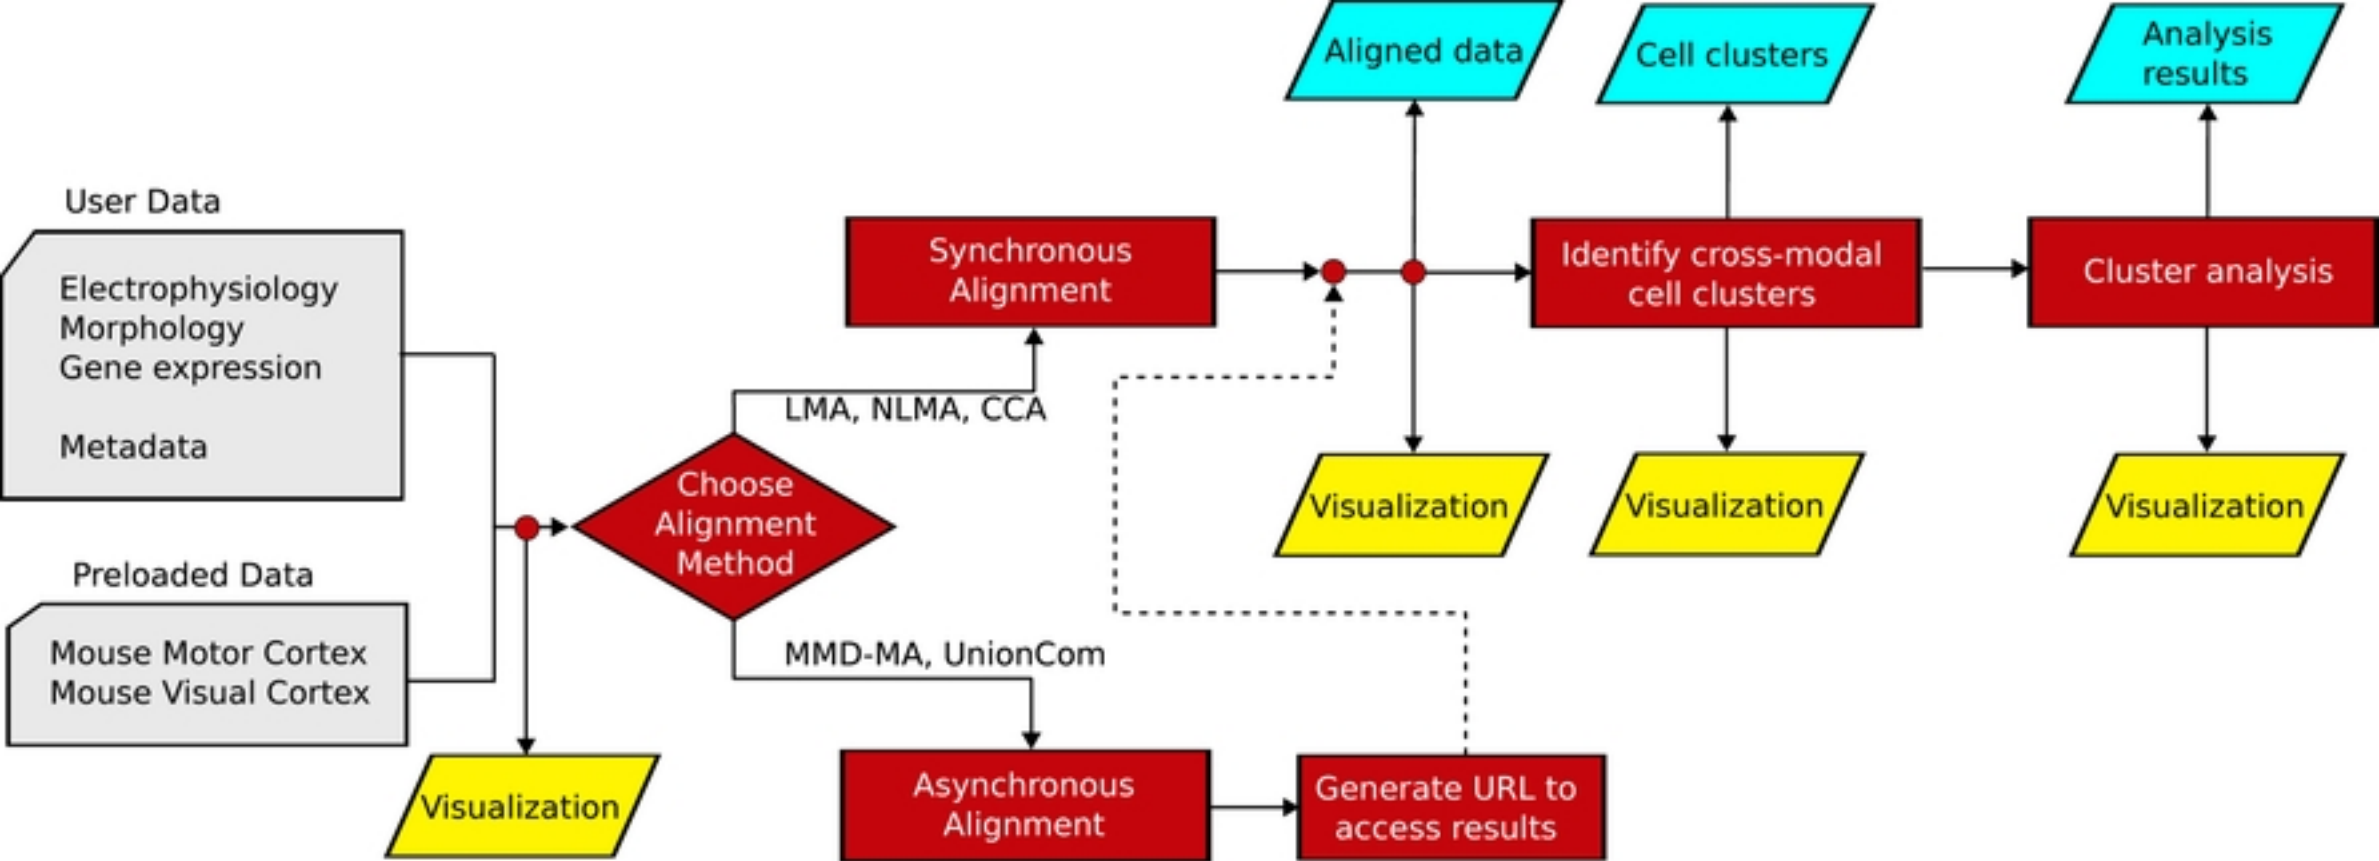 Aligned data
Cell clusters
Analysis
results
User Data
Electrophysiology
Morphology
Gene expression
Metadata
Synchronous
Alignment
Identify cross-modal
cell clusters
Cluster analysis
LMA, NLMA, CCA
Choose
Alignment
Method
Visualization
Visualization
Visualization
Preloaded Data
Mouse Motor Cortex
Mouse Visual Cortex
MMD-MA, UnionCom
Visualization
Asynchronous
Alignment
Generate URL to
access results